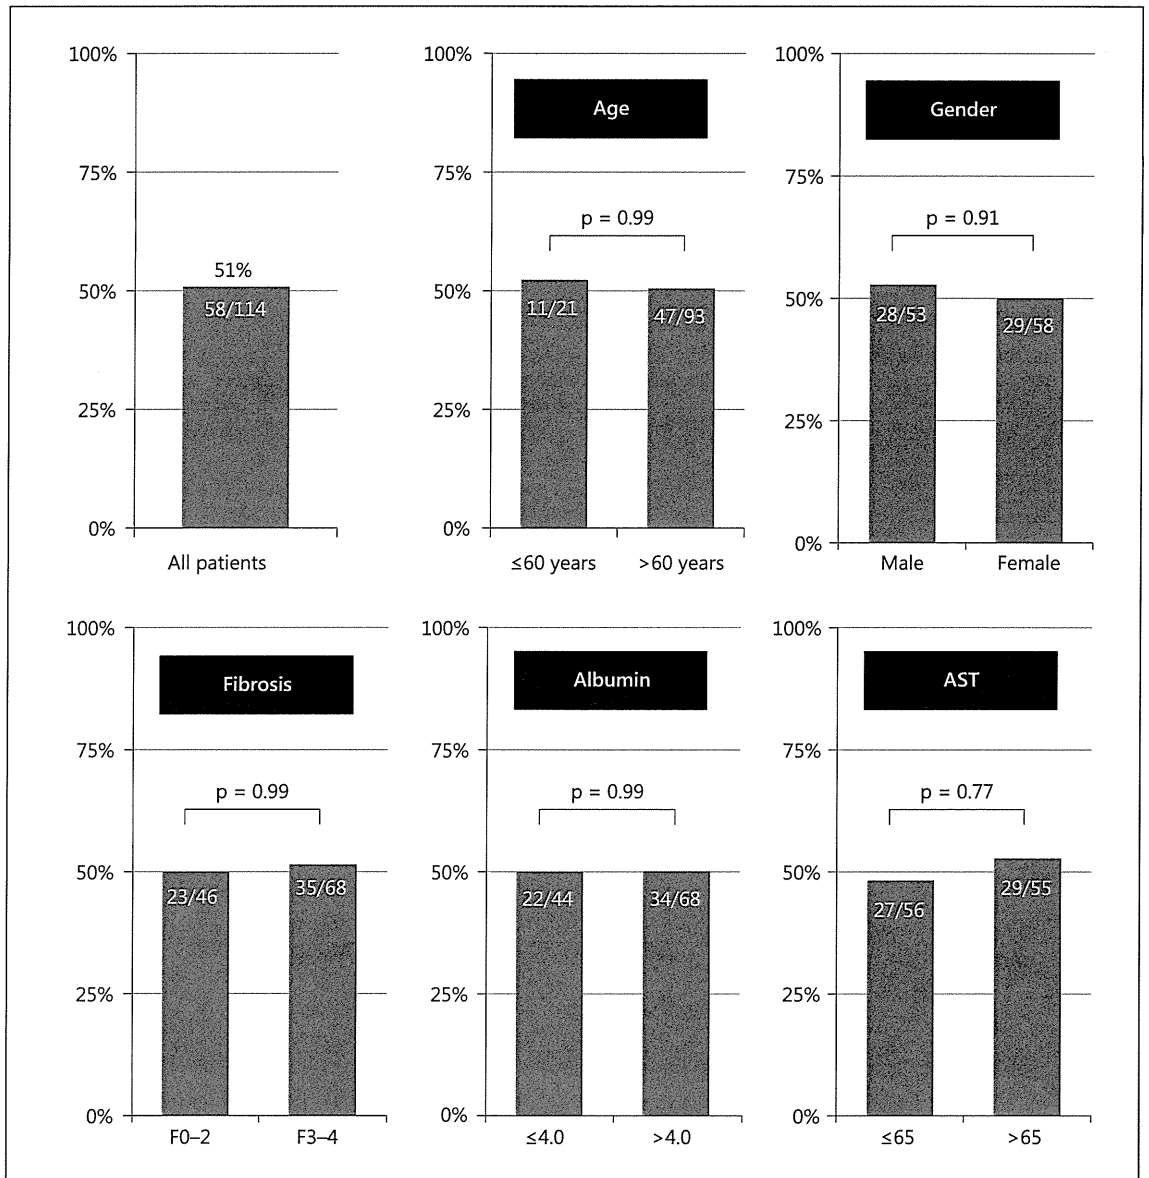 100%
75%
50%
25%
0%
51%
58/114
All patients
100%
75%
50%
25%
0%
Age
p = 0.99
11/21
47/93
≤60 years
>60 years
100%
75%
50%
25%
0%
Gender
p = 0.91
28/53
29/58
Male
Female
100%
75%
50%
25%
0%
Fibrosis
p = 0.99
23/46
35/68
F0–2
F3–4
100%
75%
50%
25%
0%
Albumin
p = 0.99
22/44
34/68
≤4.0
>4.0
100%
75%
50%
25%
0%
AST
p = 0.77
27/56
29/55
≤65
>65